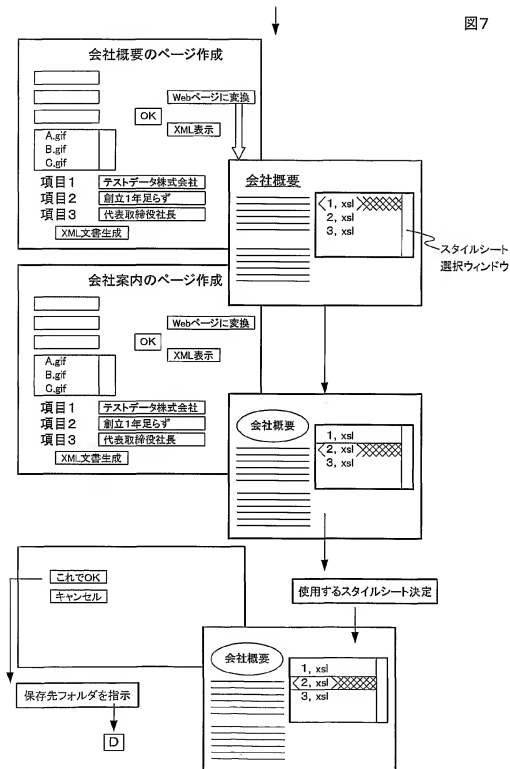 図7
会社概要のページ作成
Webページに変換
OK
XML表示
A.gif
B.gif
C.gif
項目1 テストデータ株式会社
項目2 創立1年足らず
項目3 代表取締役社長
XML文書生成
会社概要
1, xsl
2, xsl
3, xsl
スタイルシート
選択ウィンドウ
会社案内のページ作成
Webページに変換
OK
XML表示
A.gif
B.gif
C.gif
項目1 テストデータ株式会社
項目2 創立1年足らず
項目3 代表取締役社長
XML文書生成
会社概要
1, xsl
2, xsl
3, xsl
これでOK
キャンセル
使用するスタイルシート決定
会社概要
1, xsl
2, xsl
3, xsl
保存先フォルダを指示
D